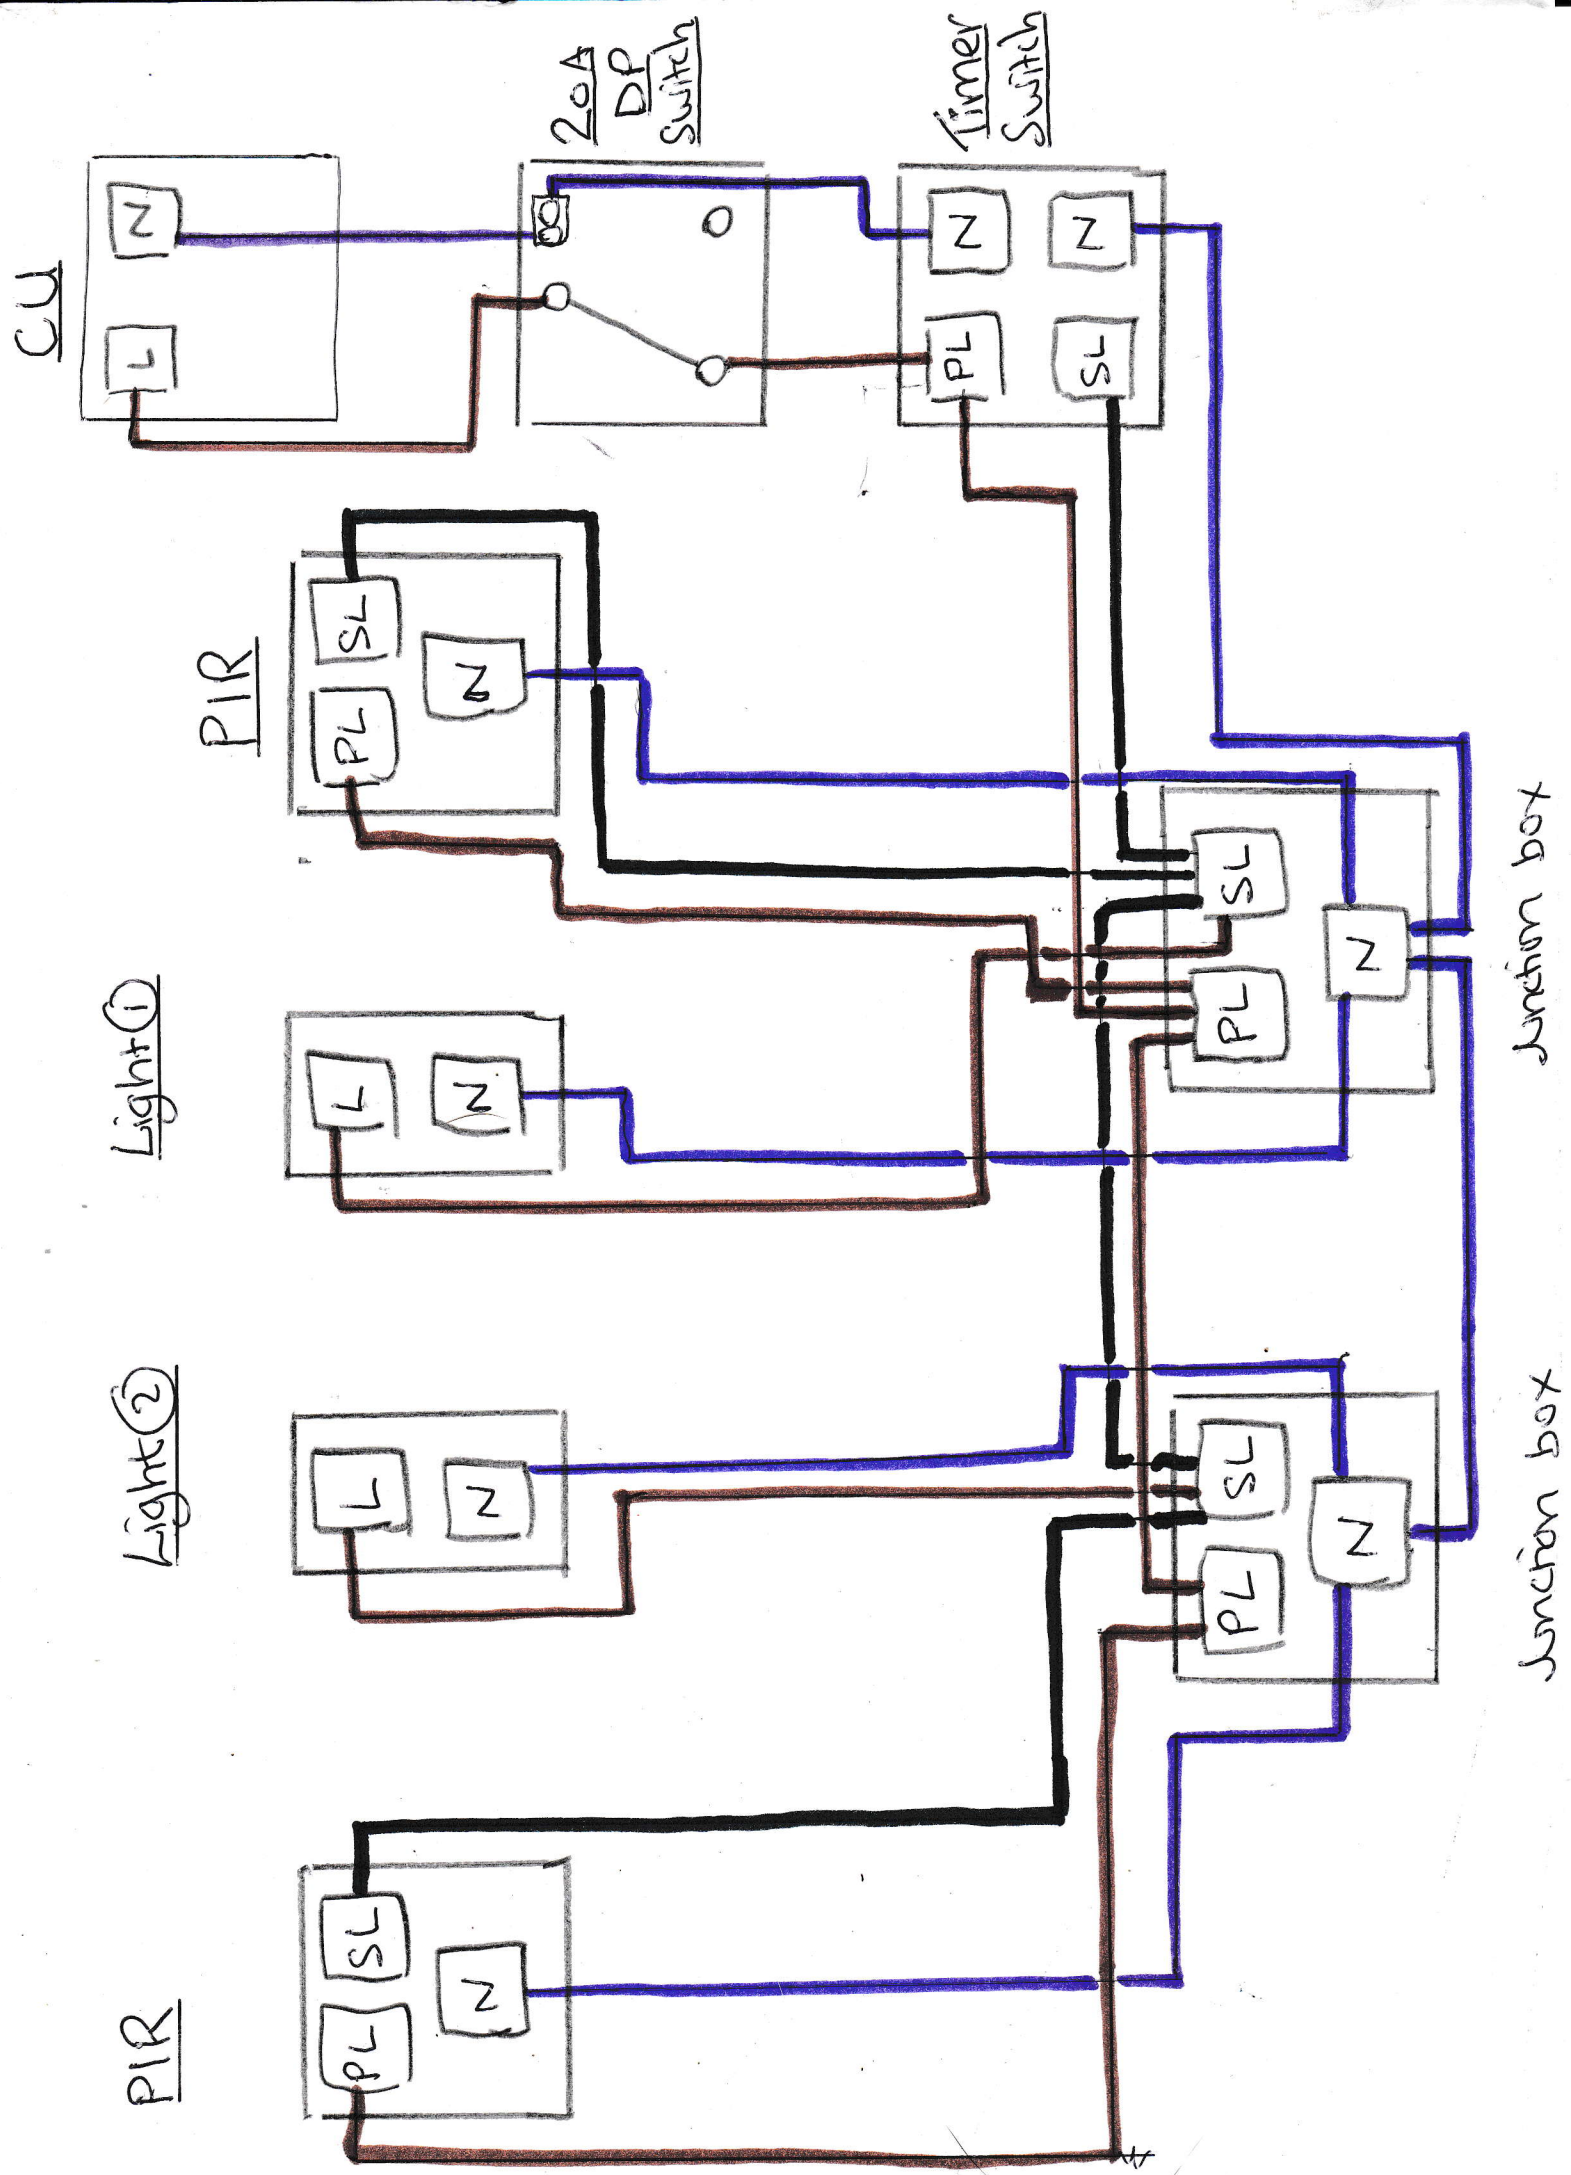 PIR
PL
SL
N
Light ②
L
N
Light ①
L
N
PIR
PL
SL
N
CU
L
N
20A
DP
Switch
Timer
Switch
PL
N
SL
N
PL
SL
N
Junction box
PL
SL
N
Junction box